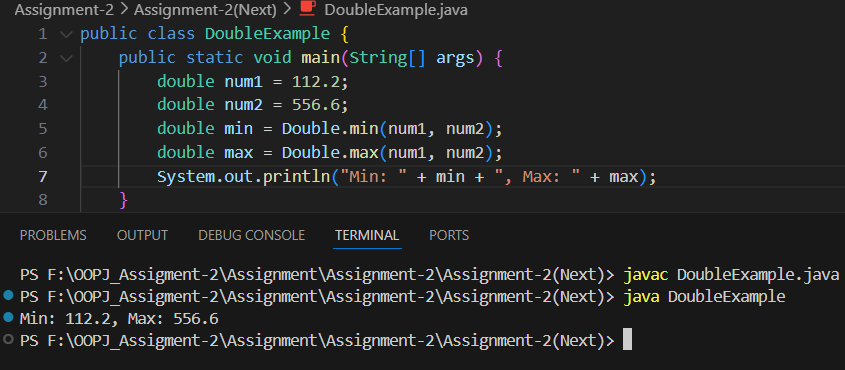 Assignment-2 > Assignment-2(Next) > DoubleExample.java
1 public class DoubleExample {
2 public static void main(String[] args) {
3 double num1 = 112.2;
4 double num2 = 556.6;
5 double min = Double.min(num1, num2);
6 double max = Double.max(num1, num2);
7 System.out.println("Min: " + min + ", Max: " + max);
8 }
PROBLEMS OUTPUT DEBUG CONSOLE TERMINAL PORTS
PS F:\OOPJ_Assigment-2\Assignment\Assignment-2\Assignment-2(Next)> javac DoubleExample.java
PS F:\OOPJ_Assigment-2\Assignment\Assignment-2\Assignment-2(Next)> java DoubleExample
Min: 112.2, Max: 556.6
PS F:\OOPJ_Assigment-2\Assignment\Assignment-2\Assignment-2(Next)>